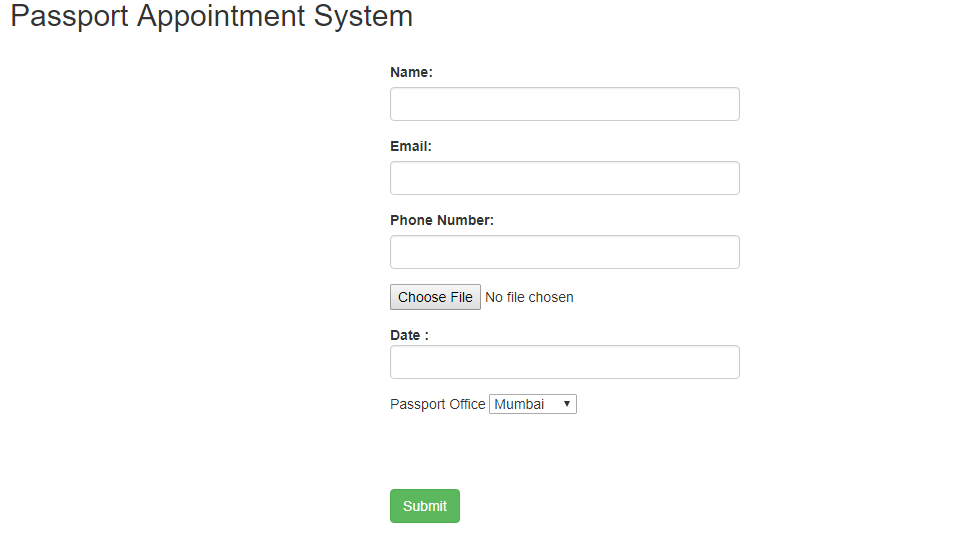 Passport Appointment System
Name:
Email:
Phone Number:
Choose File No file chosen
Date :
Passport Office Mumbai
Submit